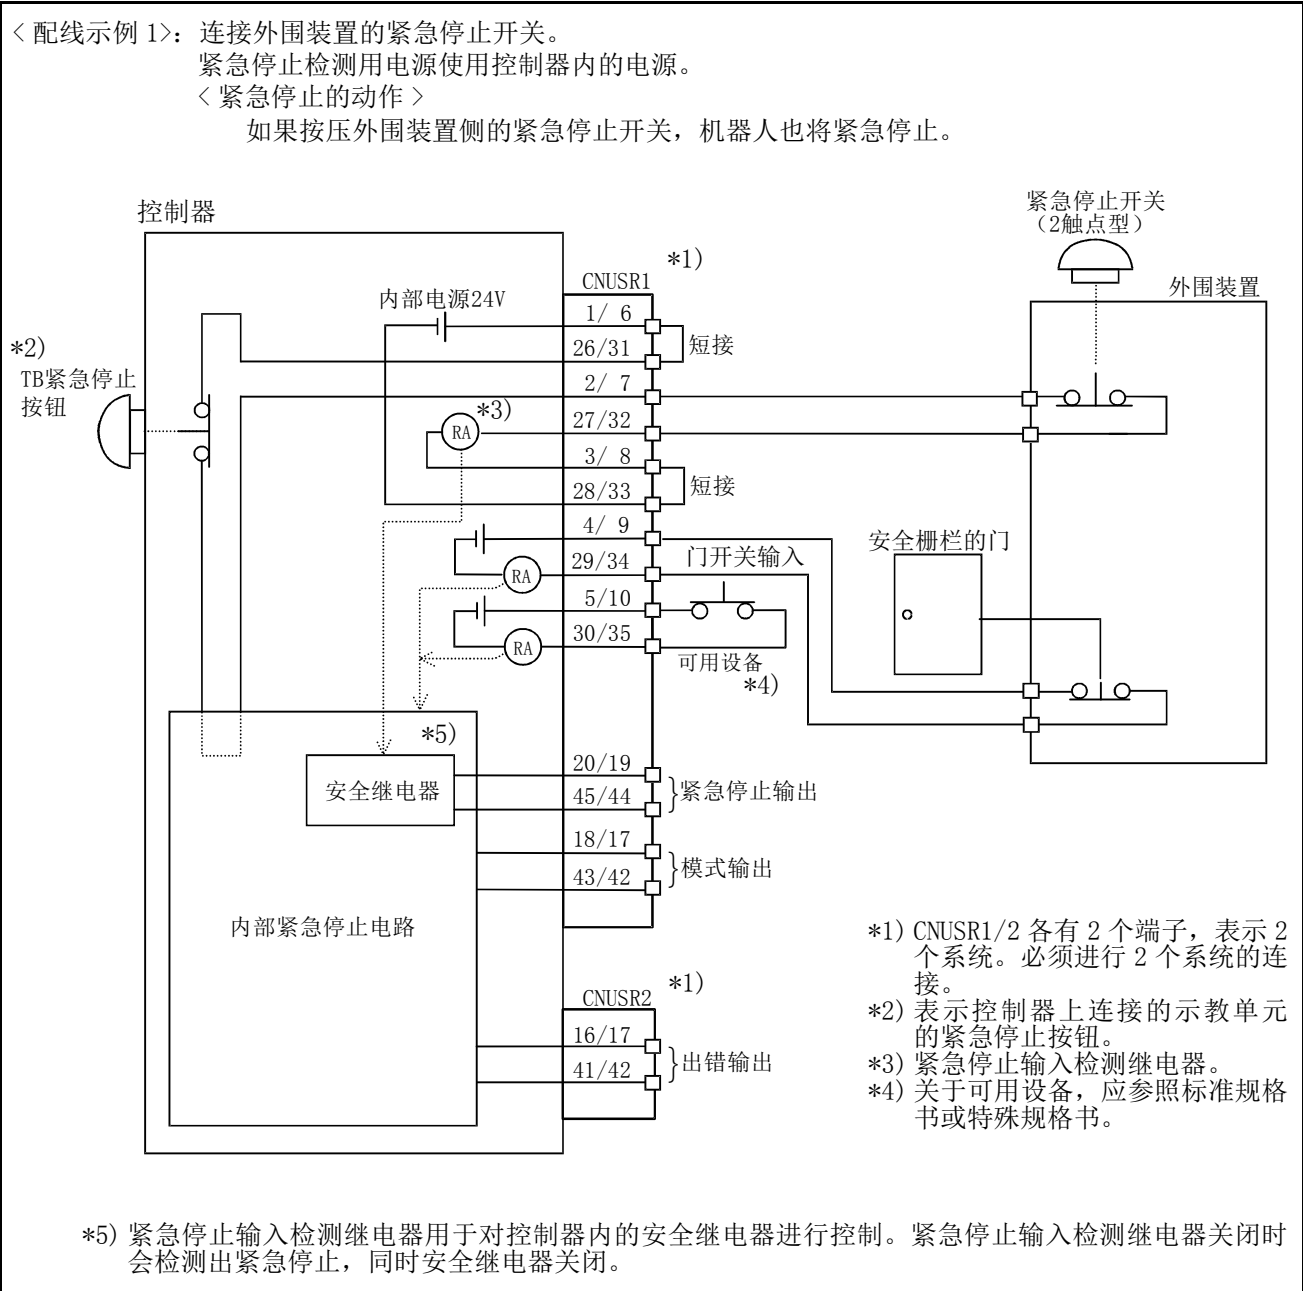 <配线示例 1>：连接外围装置的紧急停止开关。
紧急停止检测用电源使用控制器内的电源。
<紧急停止的动作>
如果按压外围装置侧的紧急停止开关，机器人也将紧急停止。
控制器
紧急停止开关
（2触点型）
*1)
CNUSR1
外围装置
内部电源24V
1/ 6
短接
26/31
*2)
TB紧急停止
按钮
2/ 7
*3)
RA
27/32
3/ 8
短接
28/33
4/ 9
安全栅栏的门
门开关输入
29/34
RA
5/10
30/35
RA
可用设备
*4)
*5)
安全继电器
20/19
紧急停止输出
45/44
18/17
模式输出
43/42
内部紧急停止电路
*1)
CNUSR2
16/17
出错输出
41/42
*1) CNUSR1/2 各有 2 个端子，表示 2
个系统。必须进行 2 个系统的连
接。
*2) 表示控制器上连接的示教单元
的紧急停止按钮。
*3) 紧急停止输入检测继电器。
*4) 关于可用设备，应参照标准规格
书或特殊规格书。
*5) 紧急停止输入检测继电器用于对控制器内的安全继电器进行控制。紧急停止输入检测继电器关闭时
会检测出紧急停止，同时安全继电器关闭。